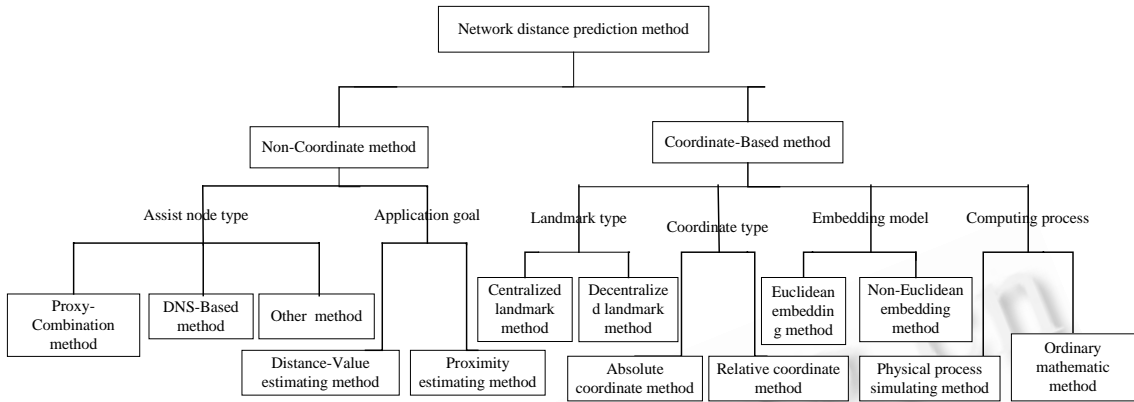 Network distance prediction method
Non-Coordinate method
Coordinate-Based method
Assist node type
Application goal
Landmark type
Coordinate type
Embedding model
Computing process
Proxy-
Combination
method
DNS-Based
method
Other method
Distance-Value
estimating method
Proximity
estimating method
Centralized
landmark
method
Decentralize
d landmark
method
Absolute
coordinate method
Relative coordinate
method
Euclidean
embeddin
g method
Non-Euclidean
embedding
method
Physical process
simulating method
Ordinary
mathematic
method